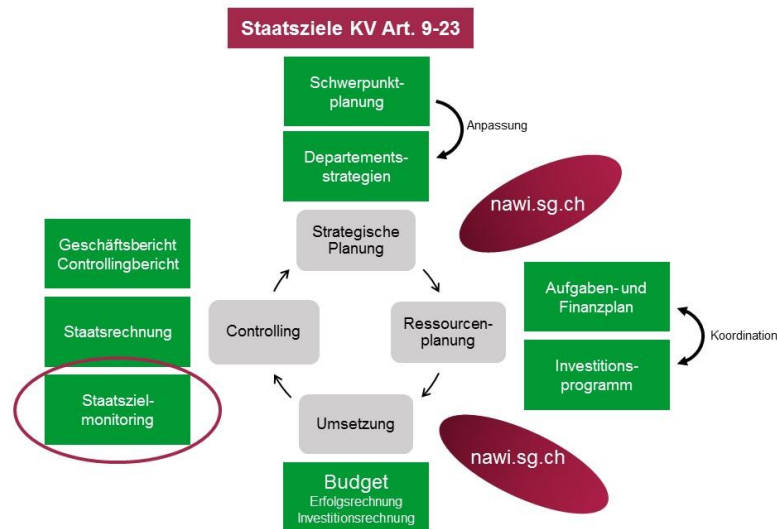 Staatsziele KV Art. 9-23
Schwerpunkt-
planung
Anpassung
Departements-
strategien
nawi.sg.ch
Strategische
Planung
Geschäftsbericht
Controllingbericht
Aufgaben- und
Finanzplan
Staatsrechnung
Controlling
Ressourcen-
planung
Koordination
Investitions-
programm
Staatsziel-
monitoring
Umsetzung
nawi.sg.ch
Budget
Erfolgsrechnung
Investitionsrechnung